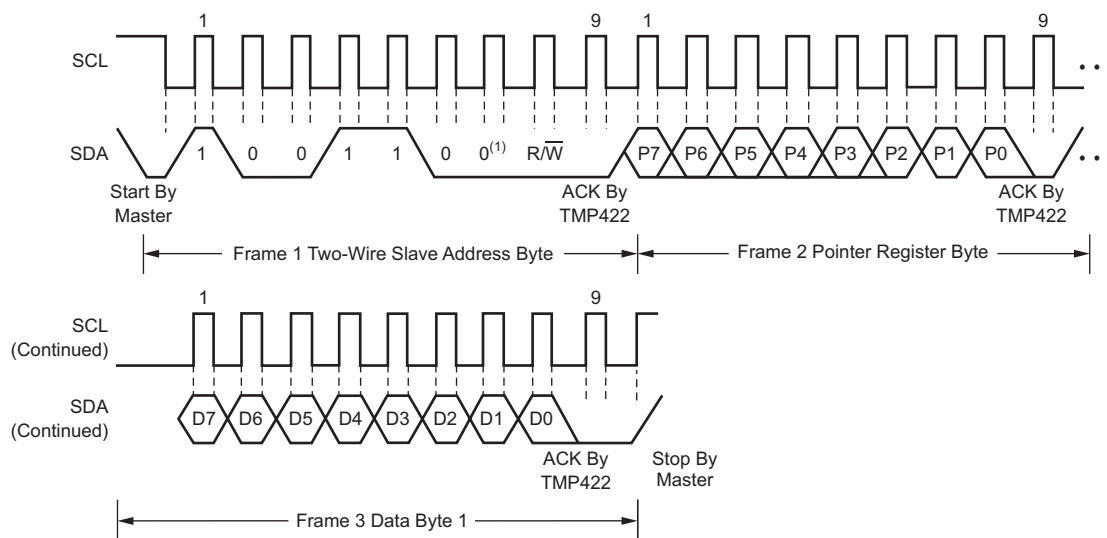 1 9 1 9
SCL
SDA 1 0 0 1 1 0 0(1) R/W P7 P6 P5 P4 P3 P2 P1 P0
Start By
Master
ACK By
TMP422
ACK By
TMP422
Frame 1 Two-Wire Slave Address Byte Frame 2 Pointer Register Byte
1 9
SCL
(Continued)
SDA
(Continued)
D7 D6 D5 D4 D3 D2 D1 D0
ACK By
TMP422
Stop By
Master
Frame 3 Data Byte 1